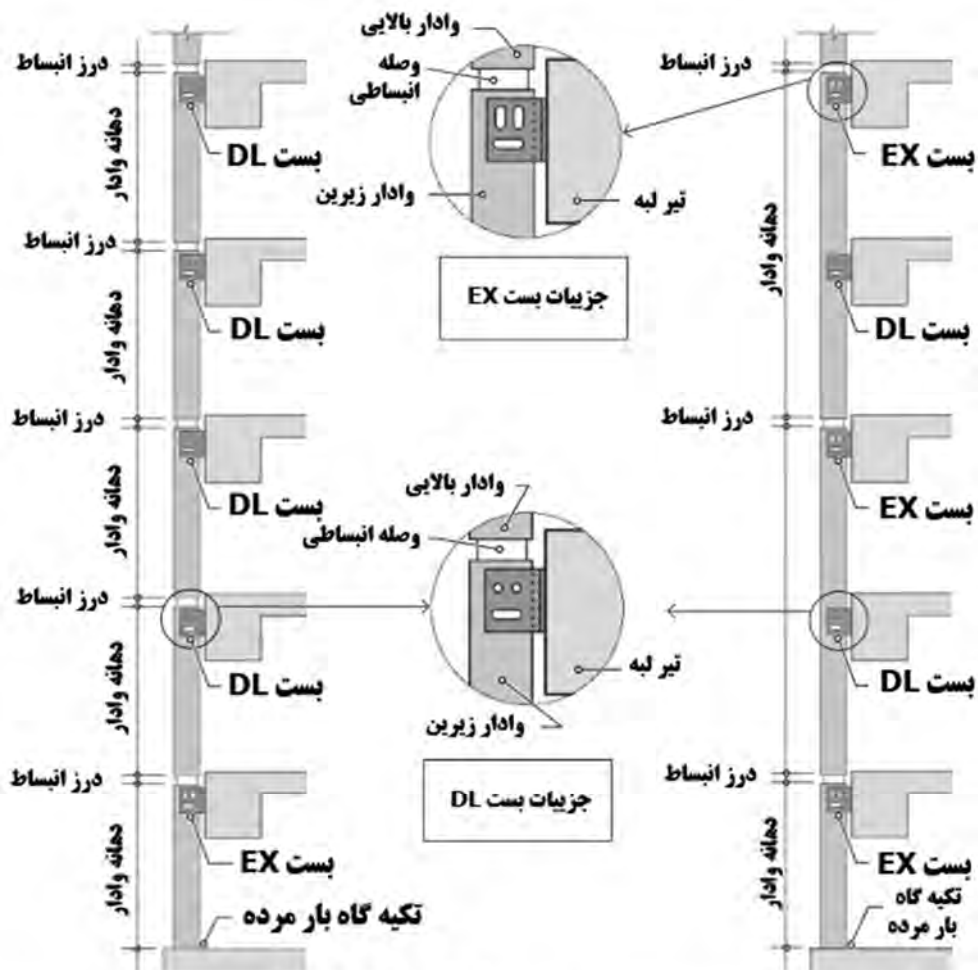 درز انبساط
دهانه وادار
بست DL
درز انبساط
دهانه وادار
بست DL
درز انبساط
دهانه وادار
بست DL
درز انبساط
دهانه وادار
بست DL
درز انبساط
دهانه وادار
بست EX
تکیه گاه بار مرده
وادار بالایی
وصله
انبساطی
وادار زیرین
تیر لبه
جزییات بست EX
وادار بالایی
وصله انبساطی
تیر لبه
وادار زیرین
جزییات بست DL
درز انبساط
بست EX
دهانه وادار
بست DL
درز انبساط
بست EX
دهانه وادار
بست DL
درز انبساط
دهانه وادار
بست EX
تکیه گاه
بار مرده